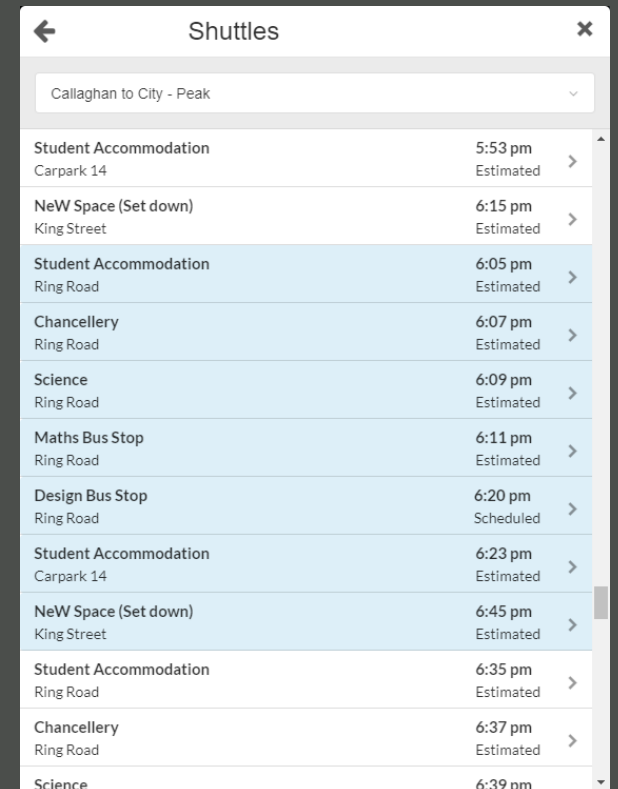 Shuttles
Callaghan to City - Peak
Student Accommodation 5:53 pm
Carpark 14 Estimated
NeW Space (Set down) 6:15 pm
King Street Estimated
Student Accommodation 6:05 pm
Ring Road Estimated
Chancellery 6:07 pm
Ring Road Estimated
Science 6:09 pm
Ring Road Estimated
Maths Bus Stop 6:11 pm
Ring Road Estimated
Design Bus Stop 6:20 pm
Ring Road Scheduled
Student Accommodation 6:23 pm
Carpark 14 Estimated
NeW Space (Set down) 6:45 pm
King Street Estimated
Student Accommodation 6:35 pm
Ring Road Estimated
Chancellery 6:37 pm
Ring Road Estimated
Science 6:39 pm